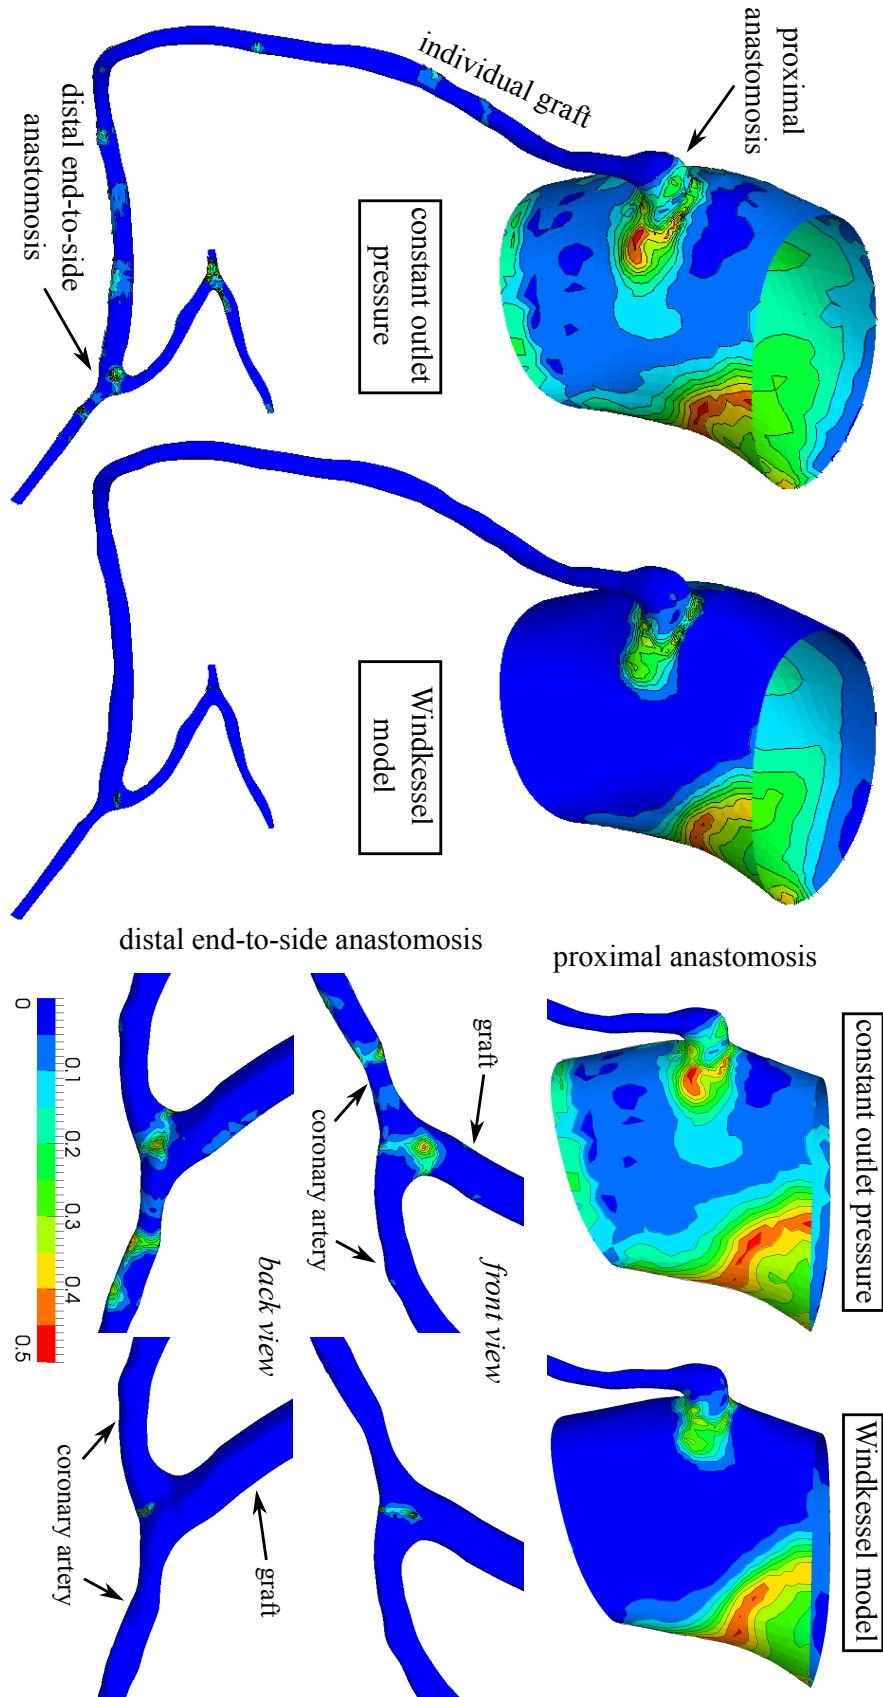 proximal
anastomosis
individual graft
distal end-to-side
anastomosis
constant outlet
pressure
Windkessel
model
distal end-to-side anastomosis
proximal anastomosis
constant outlet pressure
Windkessel model
graft
coronary artery
front view
back view
coronary artery
graft
0
0.1
0.2
0.3
0.4
0.5